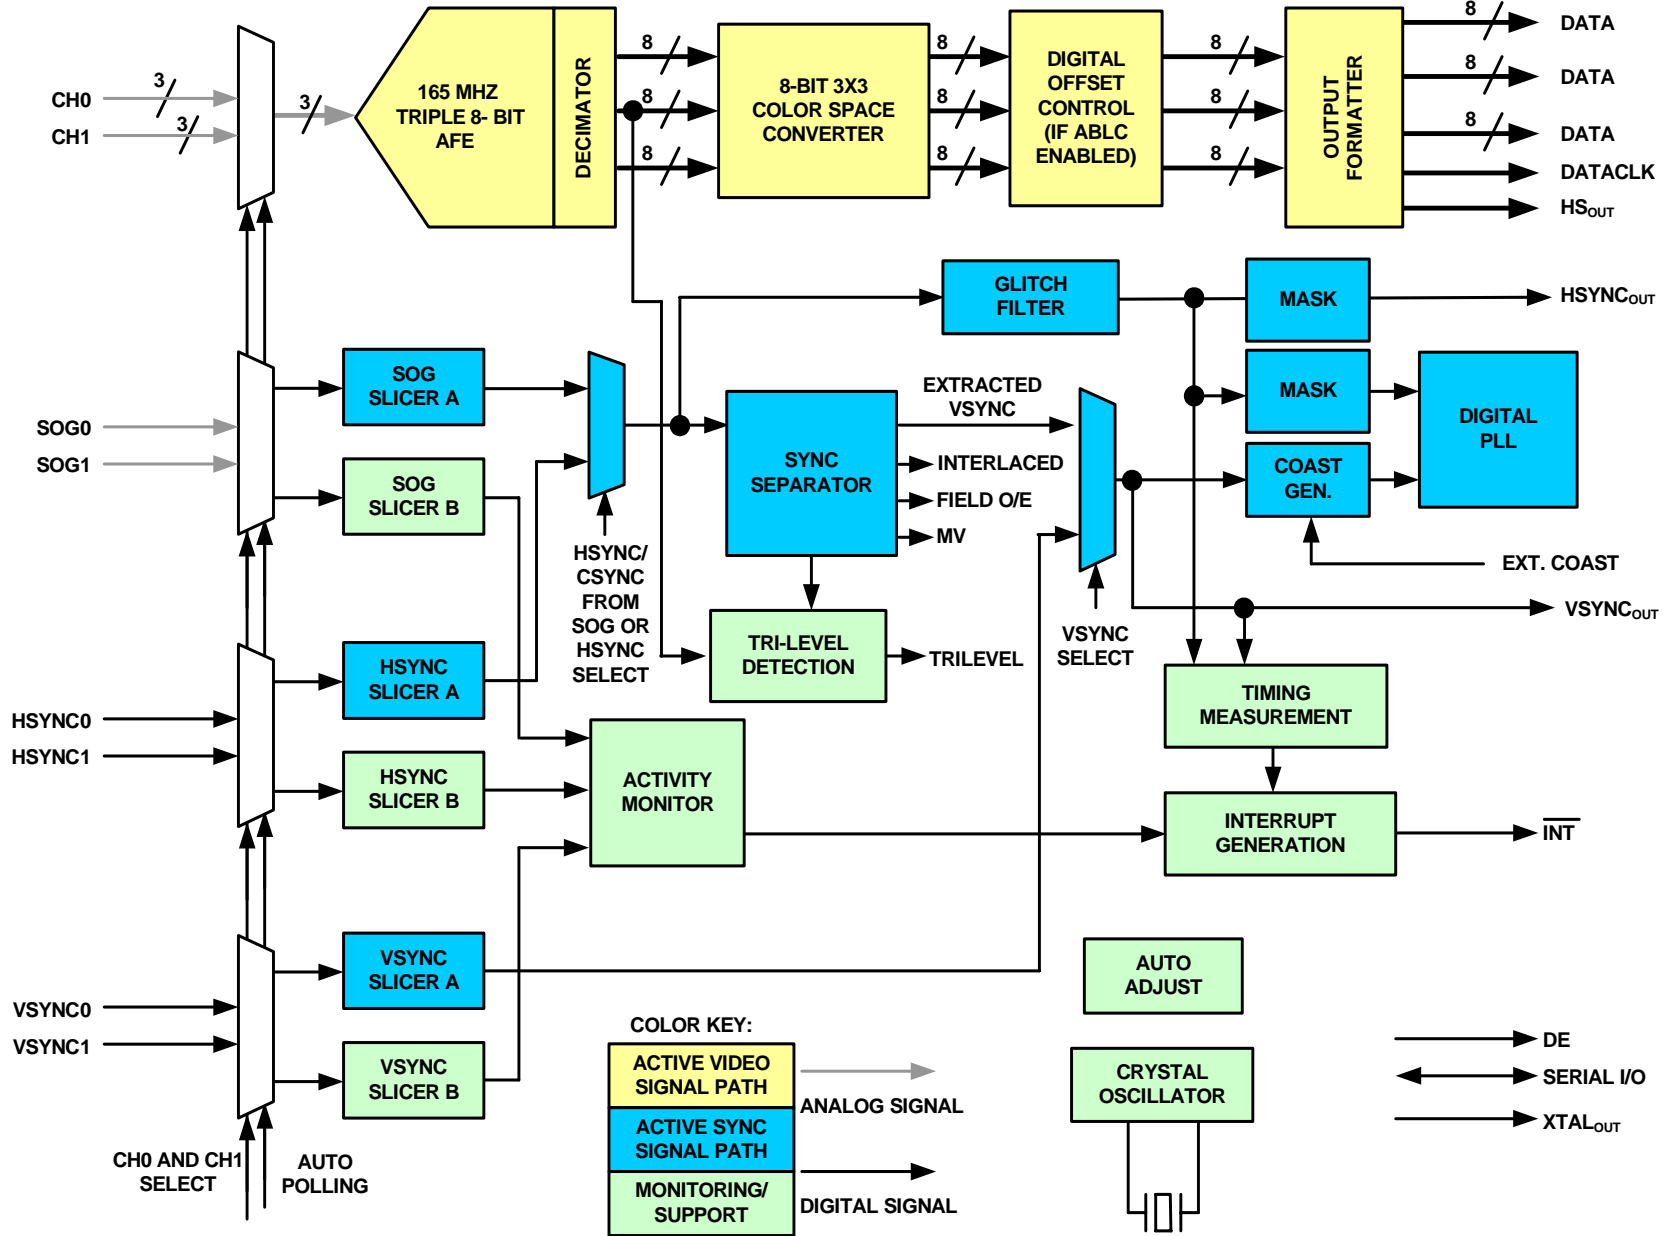 CH0
CH1
3
3
3
165 MHZ
TRIPLE 8- BIT
AFE
DECIMATOR
8
8
8
8-BIT 3X3
COLOR SPACE
CONVERTER
8
8
8
DIGITAL
OFFSET
CONTROL
(IF ABLC
ENABLED)
8
8
8
OUTPUT
FORMATTER
8
DATA
8
DATA
8
DATA
DATACLK
HSOUT
GLITCH
FILTER
MASK
HSYNCOUT
SOG0
SOG1
SOG
SLICER A
SOG
SLICER B
HSYNC/
CSYNC
FROM
SOG OR
HSYNC
SELECT
SYNC
SEPARATOR
EXTRACTED
VSYNC
INTERLACED
FIELD O/E
MV
MASK
COAST
GEN.
DIGITAL
PLL
EXT. COAST
VSYNCOUT
VSYNC
SELECT
TRI-LEVEL
DETECTION
TRILEVEL
HSYNC0
HSYNC1
HSYNC
SLICER A
HSYNC
SLICER B
ACTIVITY
MONITOR
TIMING
MEASUREMENT
INTERRUPT
GENERATION
INT
VSYNC0
VSYNC1
VSYNC
SLICER A
VSYNC
SLICER B
CH0 AND CH1
SELECT
AUTO
POLLING
COLOR KEY:
ACTIVE VIDEO
SIGNAL PATH
ACTIVE SYNC
SIGNAL PATH
MONITORING/
SUPPORT
ANALOG SIGNAL
DIGITAL SIGNAL
AUTO
ADJUST
CRYSTAL
OSCILLATOR
DE
SERIAL I/O
XTALOUT